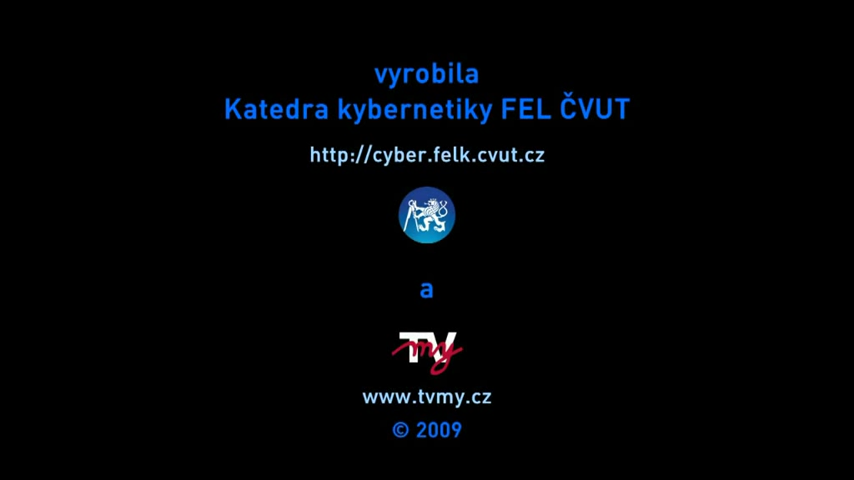 vyrobila
Katedra kybernetiky FEL ČVUT
http://cyber.felk.cvut.cz
a
TV
my
www.tvmy.cz
© 2009